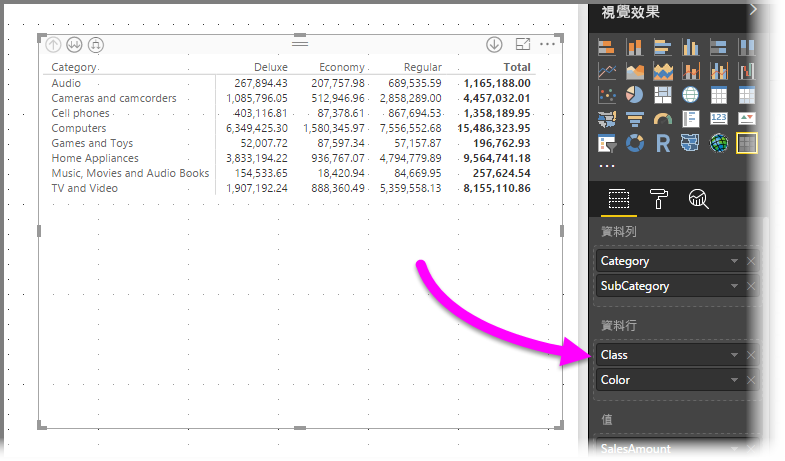 視覺效果
Category Deluxe Economy Regular Total
Audio 267,894.43 207,757.98 689,535.59 1,165,188.00
Cameras and camcorders 1,085,796.05 512,946.96 2,858,289.00 4,457,032.01
Cell phones 403,116.81 87,378.61 867,694.53 1,358,189.95
Computers 6,349,425.30 1,580,345.97 7,556,552.68 15,486,323.95
Games and Toys 52,007.72 87,597.34 57,157.87 196,762.93
Home Appliances 3,833,194.22 936,767.07 4,794,779.89 9,564,741.18
Music, Movies and Audio Books 154,533.65 18,420.94 84,669.95 257,624.54
TV and Video 1,907,192.24 888,360.49 5,359,558.13 8,155,110.86
123
R
資料列
Category
SubCategory
資料行
Class
Color
值
SalesAmount